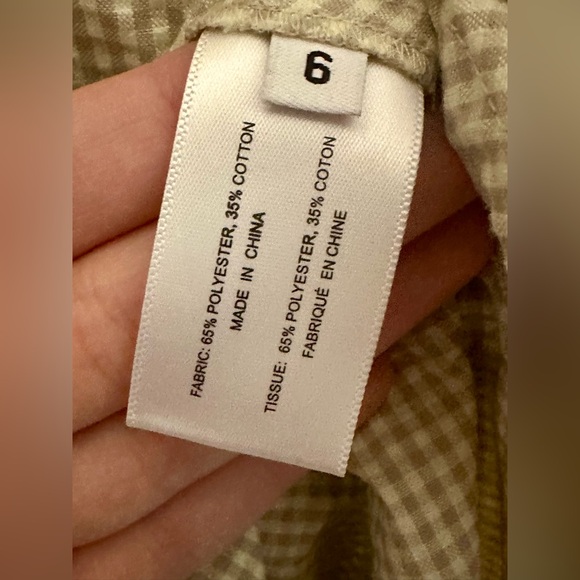 6
FABRIC: 65% POLYESTER, 35% COTTON
MADE IN CHINA
TISSUE: 65% POLYESTER, 35% COTON
FABRIQUÉ EN CHINE